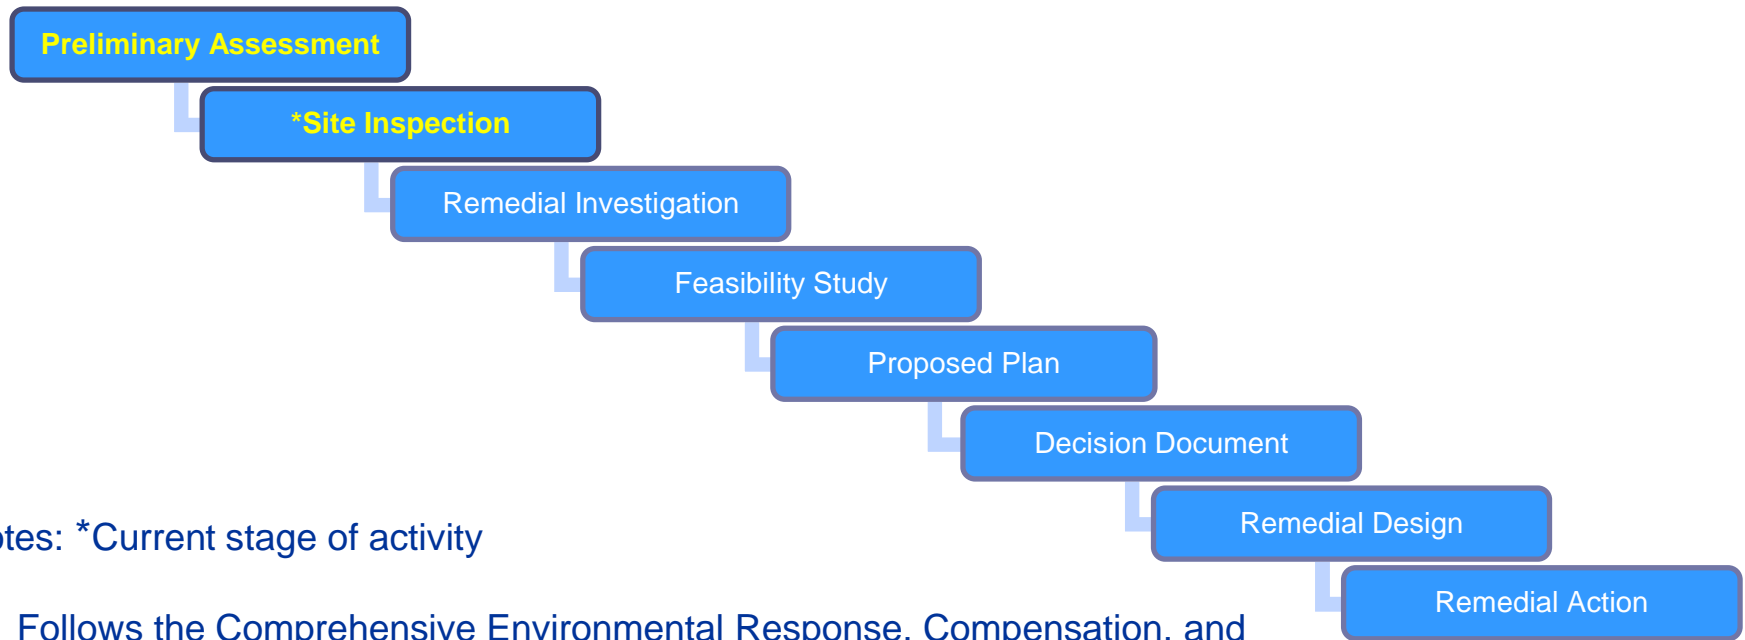 Preliminary Assessment
*Site Inspection
Remedial Investigation
Feasibility Study
Proposed Plan
Decision Document
Remedial Design
Remedial Action
otes: *Current stage of activity
Follows the Comprehensive Environmental Response, Compensation, and